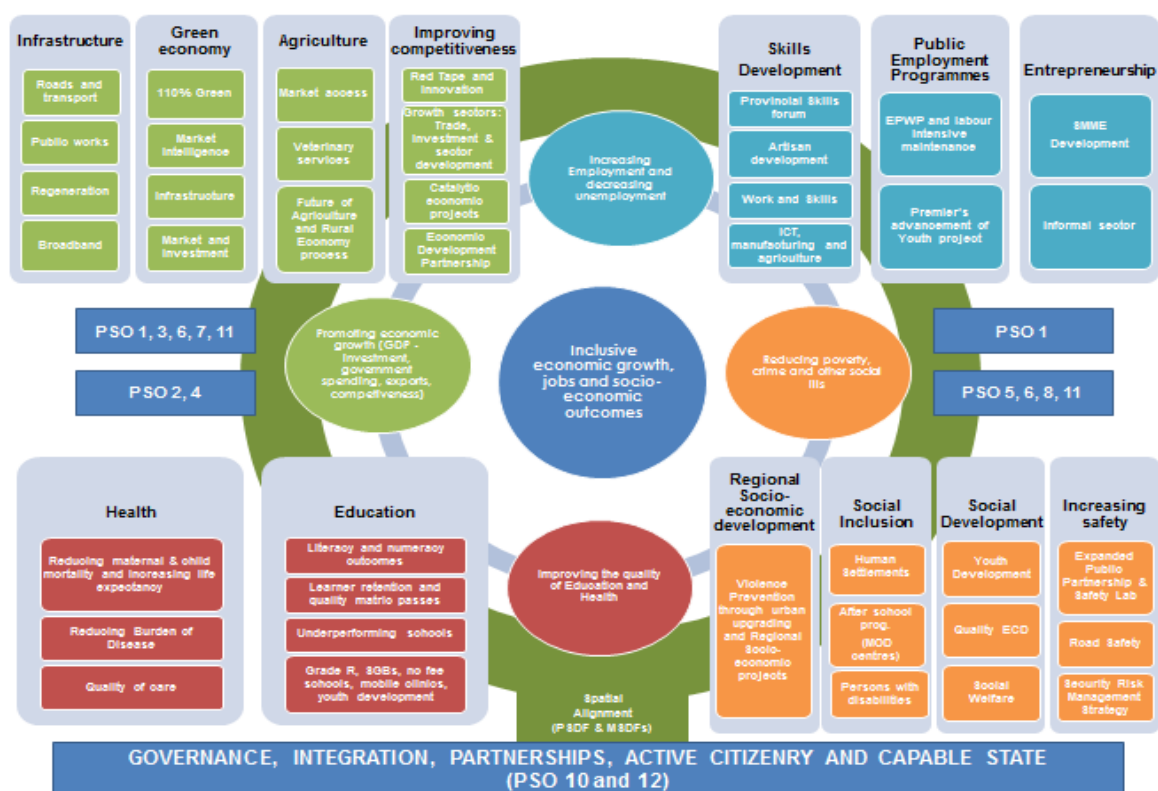 Infrastructure
Roads and
transport
Public works
Regeneration
Broadband
Green
economy
110% Green
Market
Intelligence
Infrastructure
Market and
Investment
Agriculture
Market access
Veterinary
services
Future of
Agriculture
and Rural
Economy
process
Improving
competitiveness
Red Tape and
Innovation
Growth sectors:
Trade,
Investment &
sector
development
Catalytic
economic
projects
Economic
Development
Partnership
Increasing
Employment and
decreasing
unemployment
Skills
Development
Provincial Skills
forum
Artisan
development
Work and Skills
ICT,
manufacturing and
agriculture
Public
Employment
Programmes
EPWP and labour
intensive
maintenance
Premier's
advancement of
Youth project
Entrepreneurship
SMME
Development
Informal sector
PSO 1, 3, 6, 7, 11
PSO 2, 4
Promoting economic
growth (GDP -
Investment,
government
spending, exports,
competiveness)
Inclusive
economic growth,
jobs and socio-
economic
outcomes
Reducing poverty,
crime and other social
ills
PSO 1
PSO 5, 6, 8, 11
Health
Reducing maternal & child
mortality and increasing life
expectancy
Reducing Burden of
Disease
Quality of care
Education
Literacy and numeracy
outcomes
Learner retention and
quality matric passes
Underperforming schools
Grade R, SGBs, no fee
schools, mobile clinics,
youth development
Improving the quality
of Education and
Health
Regional
Socio-
economic
development
Violence
Prevention
through urban
upgrading
and Regional
Socio-
economic
projects
Social
Inclusion
Human
Settlements
After school
prog.
(MOD
centres)
Persons with
disabilities
Social
Development
Youth
Development
Quality ECD
Social
Welfare
Increasing
safety
Expanded
Public
Partnership &
Safety Lab
Road Safety
Security Risk
Management
Strategy
Spatial
Alignment
(PSDF & MSDFs)
GOVERNANCE, INTEGRATION, PARTNERSHIPS, ACTIVE CITIZENRY AND CAPABLE STATE
(PSO 10 and 12)